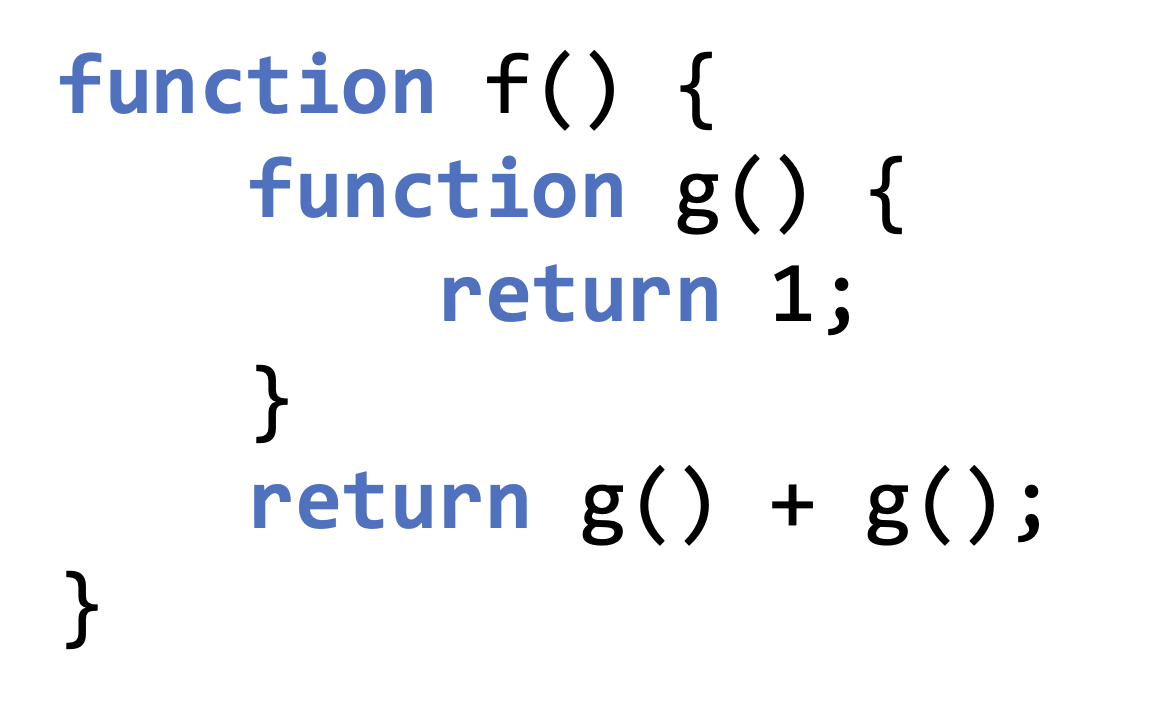 function f() {
    function g() {
        return 1;
    }
    return g() + g();
}